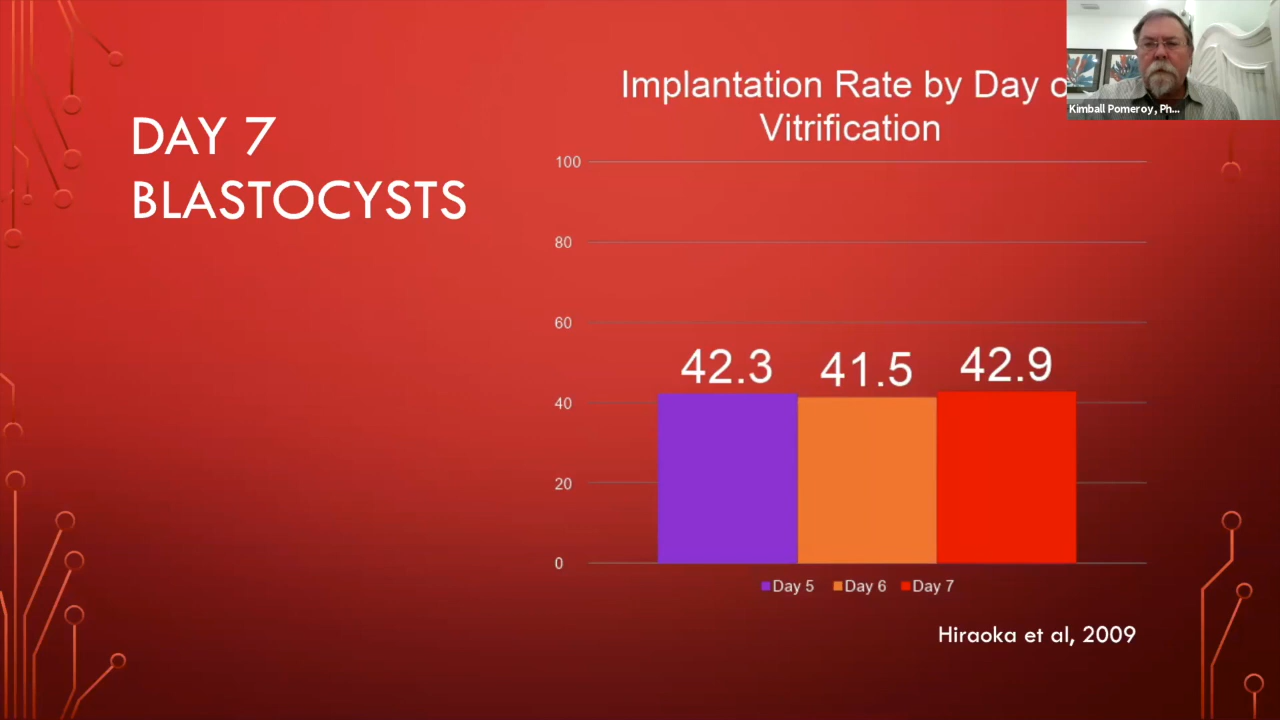 DAY 7
BLASTOCYSTS
Implantation Rate by Day
Vitrification
100
80
60
40
20
0
42.3
41.5
42.9
Day 5
Day 6
Day 7
Hiraoka et al, 2009
Kimball Pomeroy, Ph...